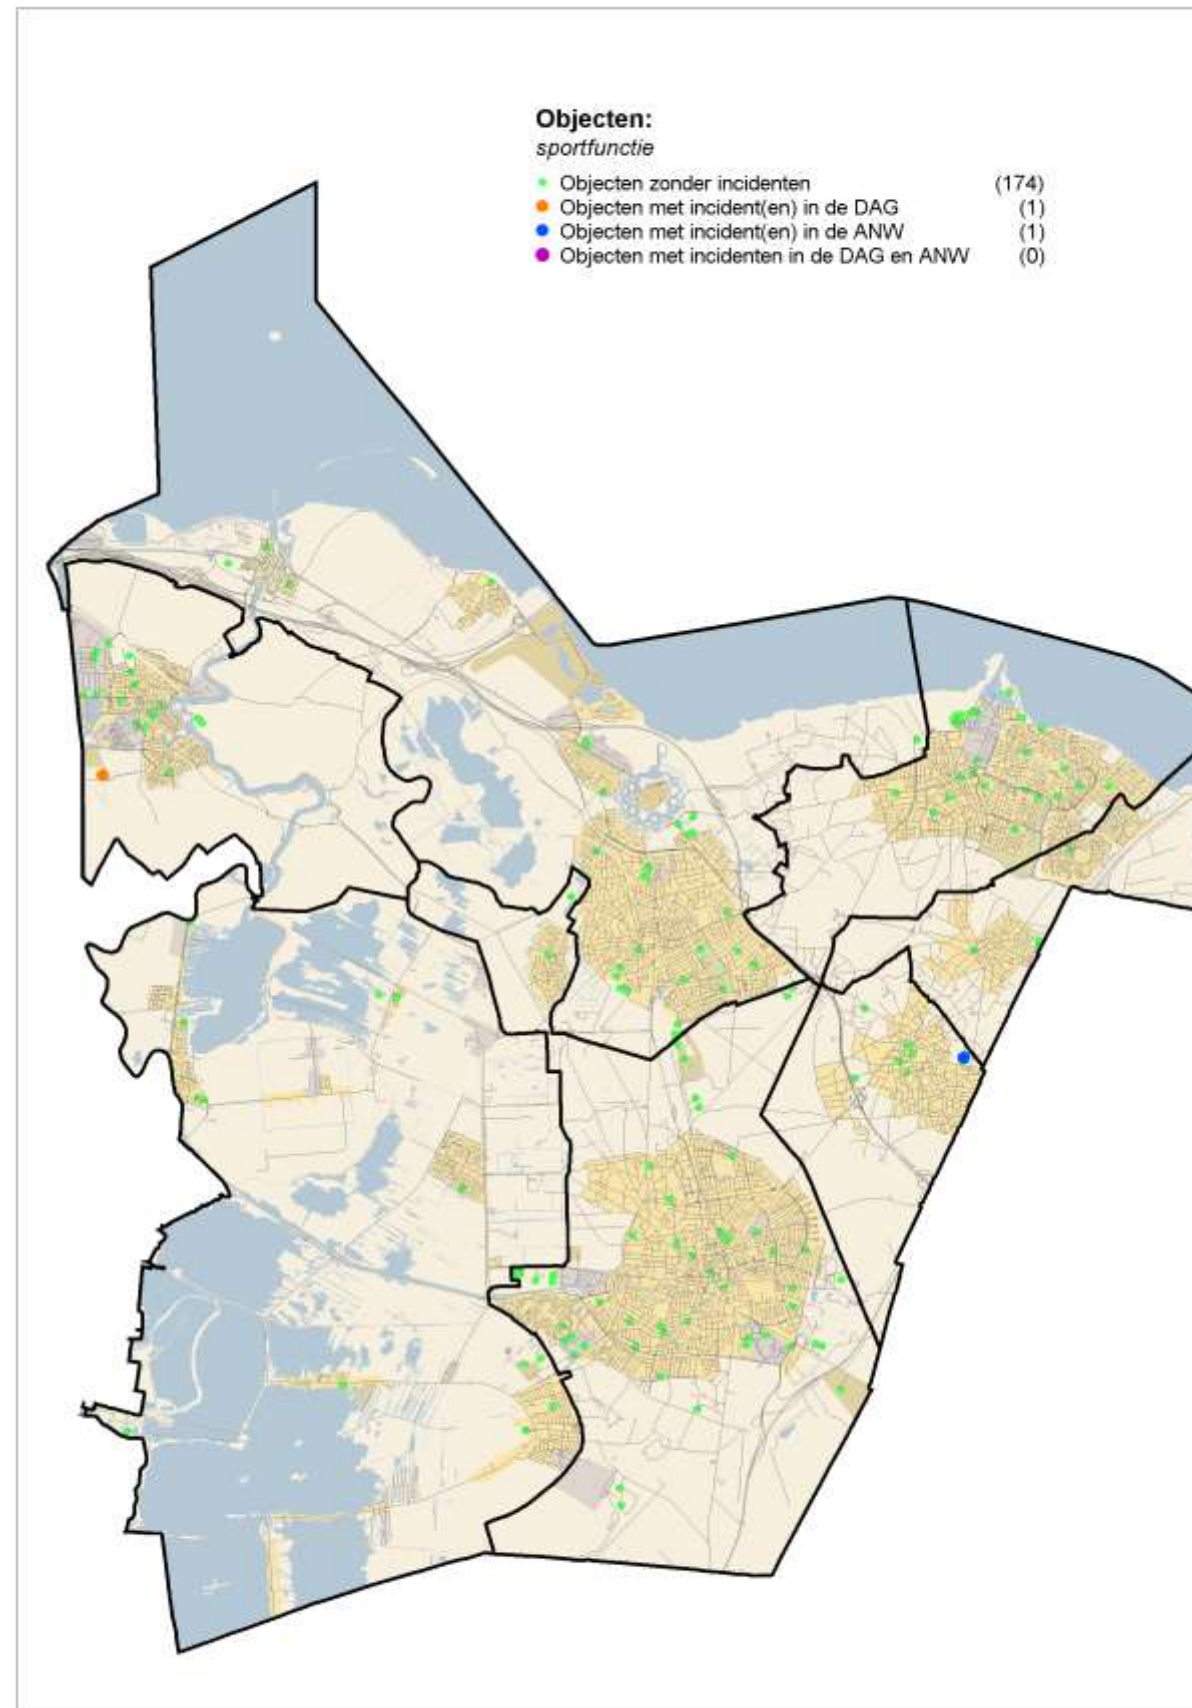 Objecten:
sportfunctie
Objecten zonder incidenten (174)
Objecten met incident(en) in de DAG (1)
Objecten met incident(en) in de ANW (1)
Objecten met incidenten in de DAG en ANW (0)